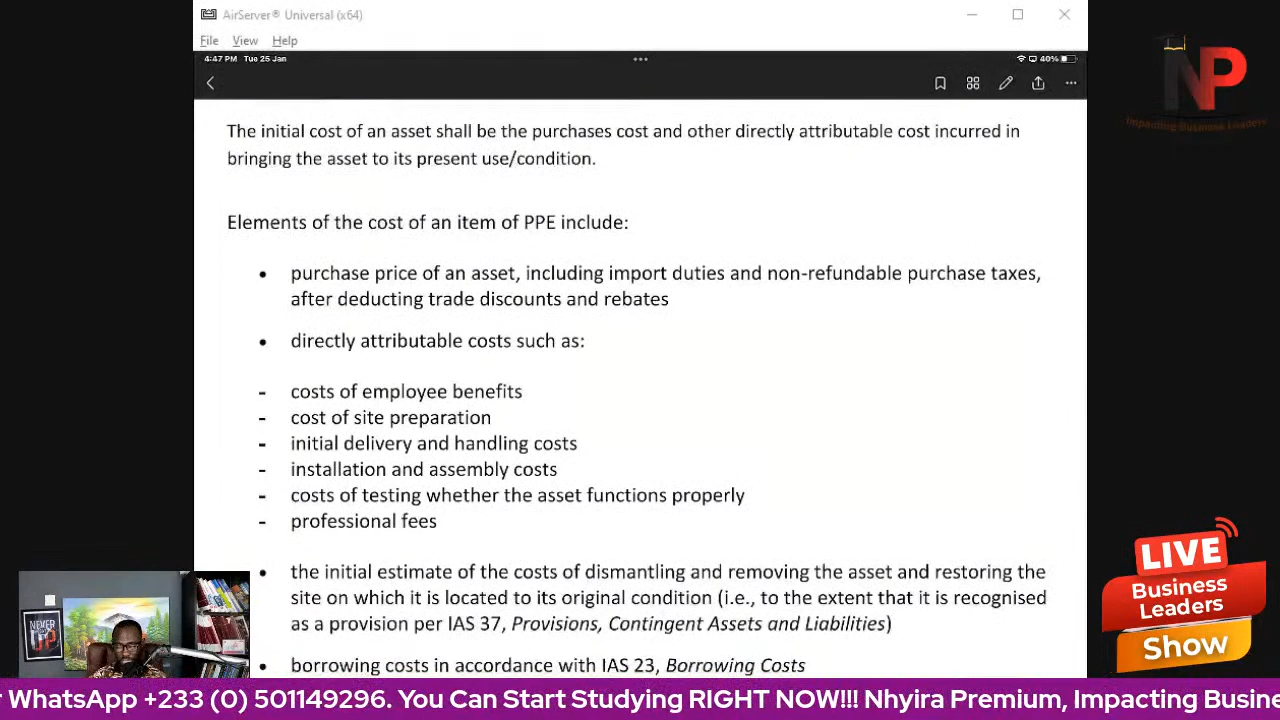 AirServer® Universal (x64)
File View Help
4:47 PM Tue 25 Jan
40%
The initial cost of an asset shall be the purchases cost and other directly attributable cost incurred in
bringing the asset to its present use/condition.
Elements of the cost of an item of PPE include:
• purchase price of an asset, including import duties and non-refundable purchase taxes,
after deducting trade discounts and rebates
• directly attributable costs such as:
- costs of employee benefits
- cost of site preparation
- initial delivery and handling costs
- installation and assembly costs
- costs of testing whether the asset functions properly
- professional fees
• the initial estimate of the costs of dismantling and removing the asset and restoring the
site on which it is located to its original condition (i.e., to the extent that it is recognised
as a provision per IAS 37, Provisions, Contingent Assets and Liabilities)
• borrowing costs in accordance with IAS 23, Borrowing Costs
NP
Impacting Business Leaders
LIVE
Business
Leaders
Show
NEVER
r WhatsApp +233 (0) 501149296. You Can Start Studying RIGHT NOW!!! Nhyira Premium, Impacting Busine